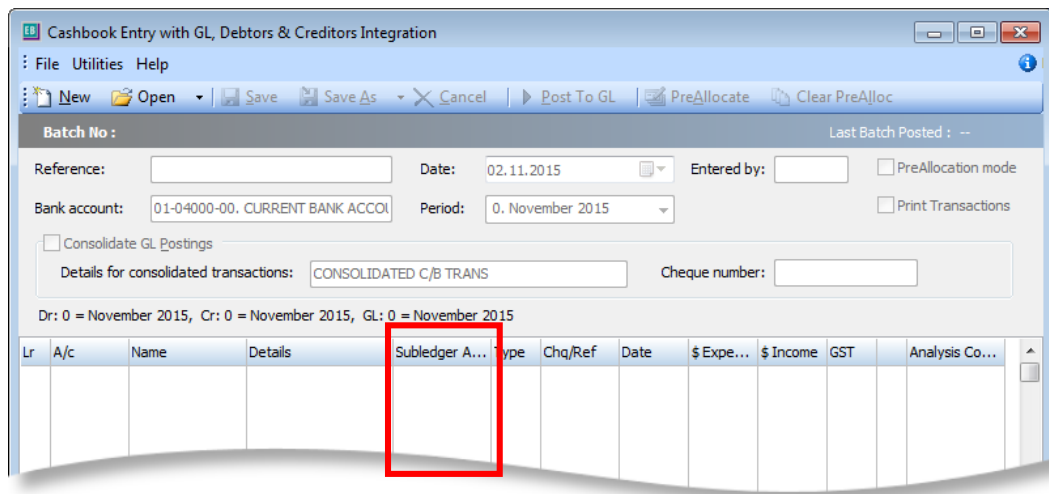 EB Cashbook Entry with GL, Debtors & Creditors Integration
File Utilities Help
New Open Save Save As Cancel Post To GL PreAllocate Clear PreAlloc
Batch No : Last Batch Posted : --
Reference: Date: 02.11.2015 Entered by: PreAllocation mode
Bank account: 01-04000-00. CURRENT BANK ACCOU Period: 0. November 2015 Print Transactions
Consolidate GL Postings
Details for consolidated transactions: CONSOLIDATED C/B TRANS Cheque number:
Dr: 0 = November 2015, Cr: 0 = November 2015, GL: 0 = November 2015
Lr A/c Name Details Subledger A... Type Chq/Ref Date $ Expe... $ Income GST Analysis Co...